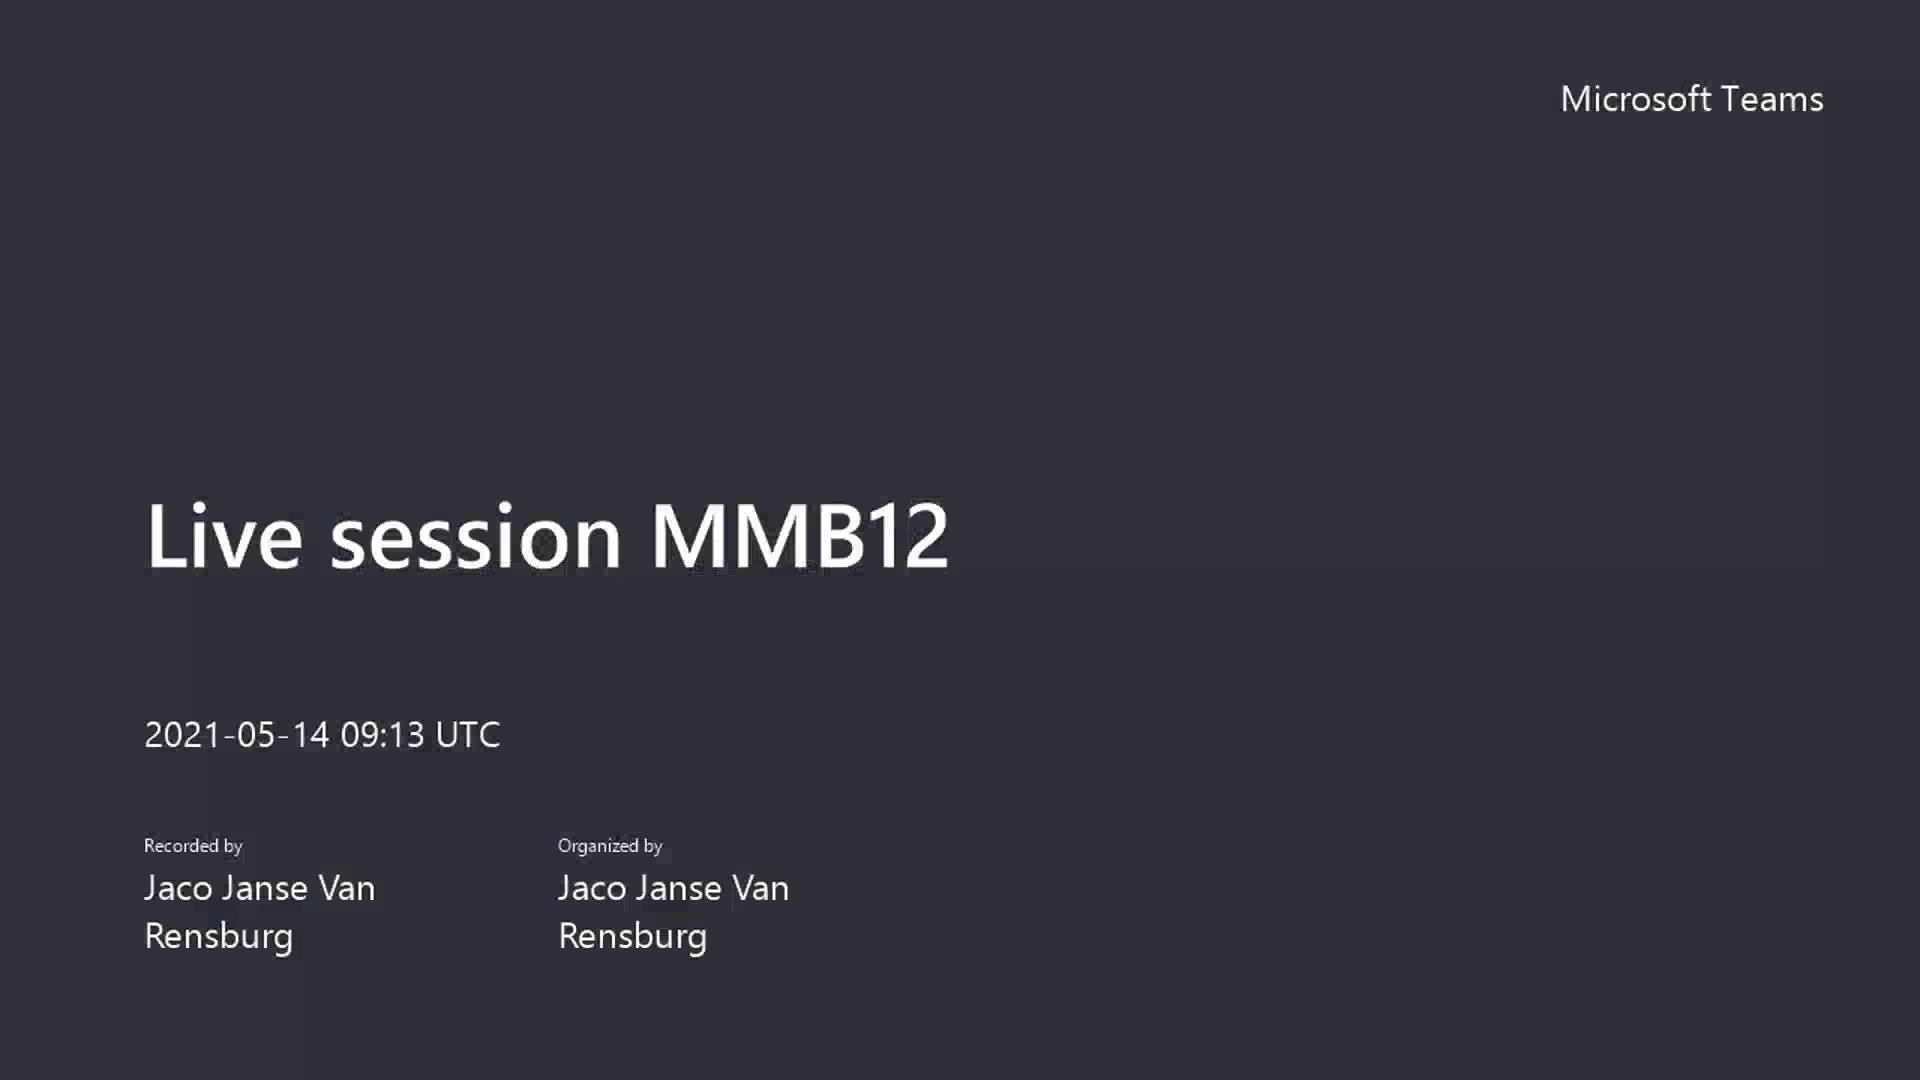 Microsoft Teams
Live session MMB12
2021-05-14 09:13 UTC
Recorded by
Jaco Janse Van
Rensburg
Organized by
Jaco Janse Van
Rensburg